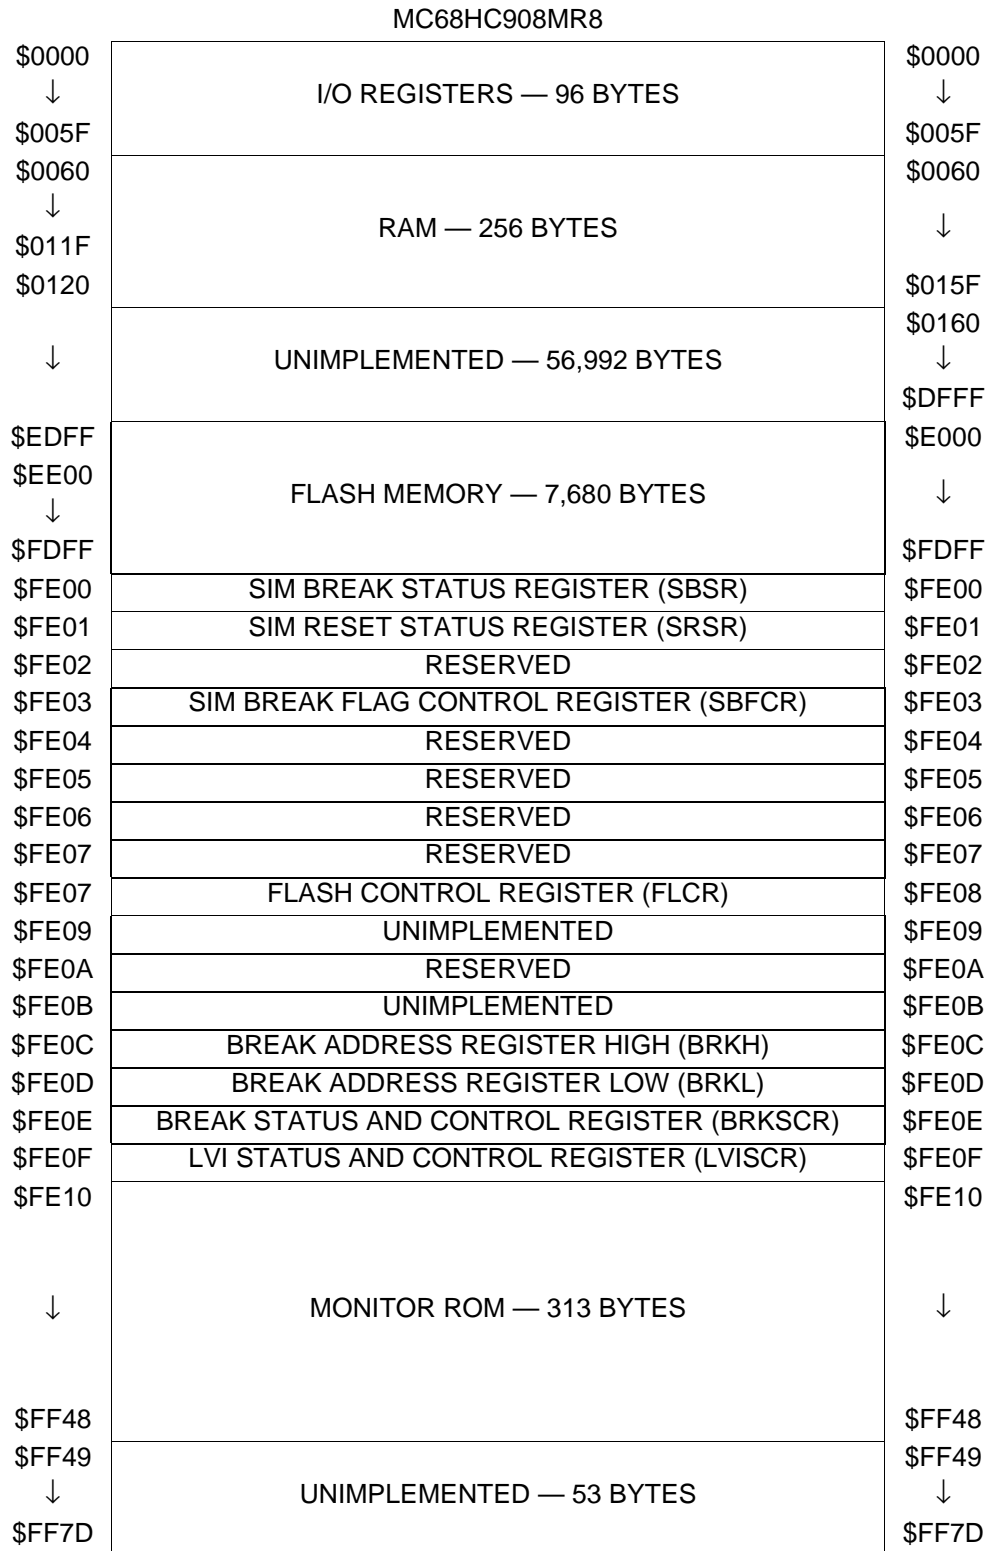 MC68HC908MR8
$0000 $0000
↓ I/O REGISTERS — 96 BYTES ↓
$005F $005F
$0060 $0060
↓
RAM — 256 BYTES ↓
$011F
$0120 $015F
$0160
↓ UNIMPLEMENTED — 56,992 BYTES ↓
$DFFF
$EDFF $E000
$EE00
FLASH MEMORY — 7,680 BYTES ↓
↓
$FDFF $FDFF
$FE00 SIM BREAK STATUS REGISTER (SBSR) $FE00
$FE01 SIM RESET STATUS REGISTER (SRSR) $FE01
$FE02 RESERVED $FE02
$FE03 SIM BREAK FLAG CONTROL REGISTER (SBFCR) $FE03
$FE04 RESERVED $FE04
$FE05 RESERVED $FE05
$FE06 RESERVED $FE06
$FE07 RESERVED $FE07
$FE07 FLASH CONTROL REGISTER (FLCR) $FE08
$FE09 UNIMPLEMENTED $FE09
$FE0A RESERVED $FE0A
$FE0B UNIMPLEMENTED $FE0B
$FE0C BREAK ADDRESS REGISTER HIGH (BRKH) $FE0C
$FE0D BREAK ADDRESS REGISTER LOW (BRKL) $FE0D
$FE0E BREAK STATUS AND CONTROL REGISTER (BRKSCR) $FE0E
$FE0F LVI STATUS AND CONTROL REGISTER (LVISCR) $FE0F
$FE10 $FE10
↓ MONITOR ROM — 313 BYTES ↓
$FF48 $FF48
$FF49 $FF49
↓ UNIMPLEMENTED — 53 BYTES ↓
$FF7D $FF7D